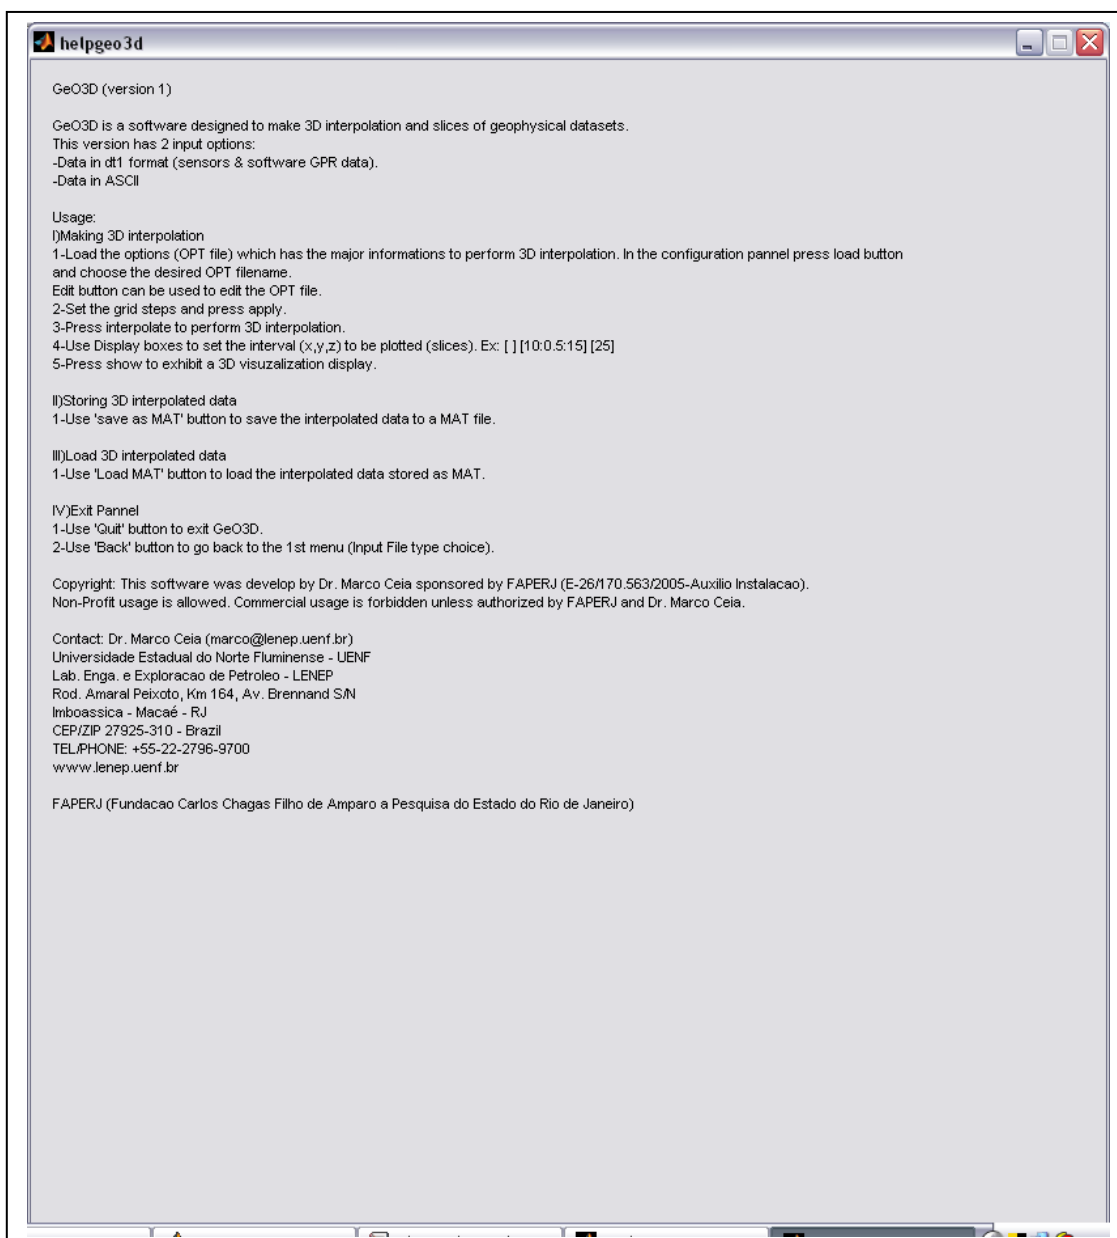 helpgeo3d
GeO3D (version 1)
GeO3D is a software designed to make 3D interpolation and slices of geophysical datasets.
This version has 2 input options:
-Data in dt1 format (sensors & software GPR data).
-Data in ASCII
Usage:
I)Making 3D interpolation
1-Load the options (OPT file) which has the major informations to perform 3D interpolation. In the configuration pannel press load button
and choose the desired OPT filename.
Edit button can be used to edit the OPT file.
2-Set the grid steps and press apply.
3-Press interpolate to perform 3D interpolation.
4-Use Display boxes to set the interval (x,y,z) to be plotted (slices). Ex: [ ] [10:0.5:15] [25]
5-Press show to exhibit a 3D visuzalization display.
II)Storing 3D interpolated data
1-Use 'save as MAT' button to save the interpolated data to a MAT file.
III)Load 3D interpolated data
1-Use 'Load MAT' button to load the interpolated data stored as MAT.
IV)Exit Pannel
1-Use 'Quit' button to exit GeO3D.
2-Use 'Back' button to go back to the 1st menu (Input File type choice).
Copyright: This software was develop by Dr. Marco Ceia sponsored by FAPERJ (E-26/170.563/2005-Auxilio Instalacao).
Non-Profit usage is allowed. Commercial usage is forbidden unless authorized by FAPERJ and Dr. Marco Ceia.
Contact: Dr. Marco Ceia (marco@lenep.uenf.br)
Universidade Estadual do Norte Fluminense - UENF
Lab. Enga. e Exploracao de Petroleo - LENEP
Rod. Amaral Peixoto, Km 164, Av. Brennand S/N
Imboassica - Macaé - RJ
CEP/ZIP 27925-310 - Brazil
TEL/PHONE: +55-22-2796-9700
www.lenep.uenf.br
FAPERJ (Fundacao Carlos Chagas Filho de Amparo a Pesquisa do Estado do Rio de Janeiro)